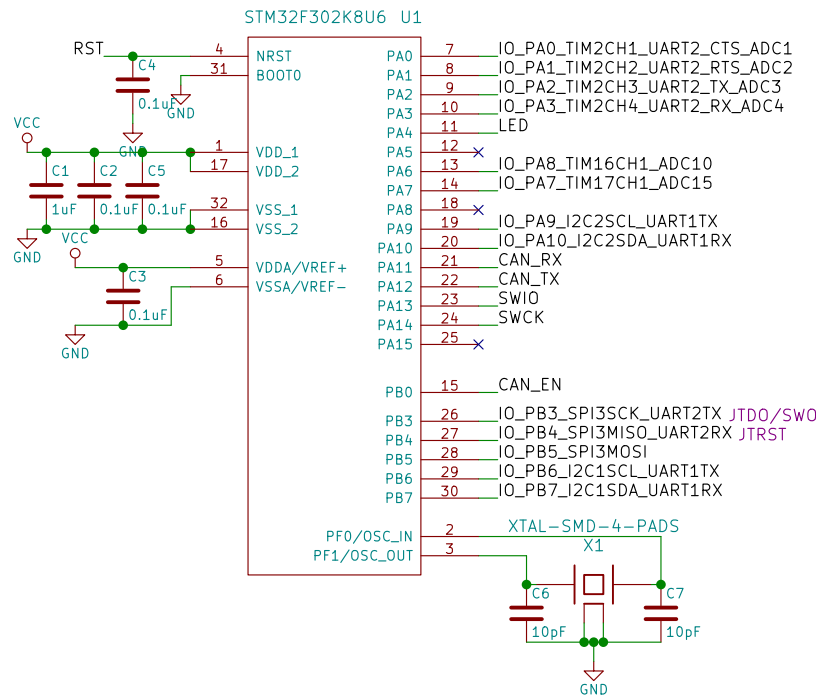 STM32F302K8U6 U1
RST 4 NRST PA0 7 IO_PA0_TIM2CH1_UART2_CTS_ADC1
C4 31 BOOT0 PA1 8 IO_PA1_TIM2CH2_UART2_RTS_ADC2
0.1uF GND PA2 9 IO_PA2_TIM2CH3_UART2_TX_ADC3
PA3 10 IO_PA3_TIM2CH4_UART2_RX_ADC4
VCC GND PA4 11 LED
1 VDD_1 PA5 12
C1 C2 C5 17 VDD_2 PA6 13 IO_PA8_TIM16CH1_ADC10
PA7 14 IO_PA7_TIM17CH1_ADC15
1uF 0.1uF 0.1uF 32 VSS_1 PA8 18
16 VSS_2 PA9 19 IO_PA9_I2C2SCL_UART1TX
GND VCC PA10 20 IO_PA10_I2C2SDA_UART1RX
5 VDDA/VREF+ PA11 21 CAN_RX
C3 6 VSSA/VREF- PA12 22 CAN_TX
0.1uF PA13 23 SWIO
PA14 24 SWCK
GND PA15 25
PB0 15 CAN_EN
PB3 26 IO_PB3_SPI3SCK_UART2TX JTDO/SWO
PB4 27 IO_PB4_SPI3MISO_UART2RX JTRST
PB5 28 IO_PB5_SPI3MOSI
PB6 29 IO_PB6_I2C1SCL_UART1TX
PB7 30 IO_PB7_I2C1SDA_UART1RX
PF0/OSC_IN 2 XTAL-SMD-4-PADS
PF1/OSC_OUT 3 X1
C6 C7
10pF 10pF
GND